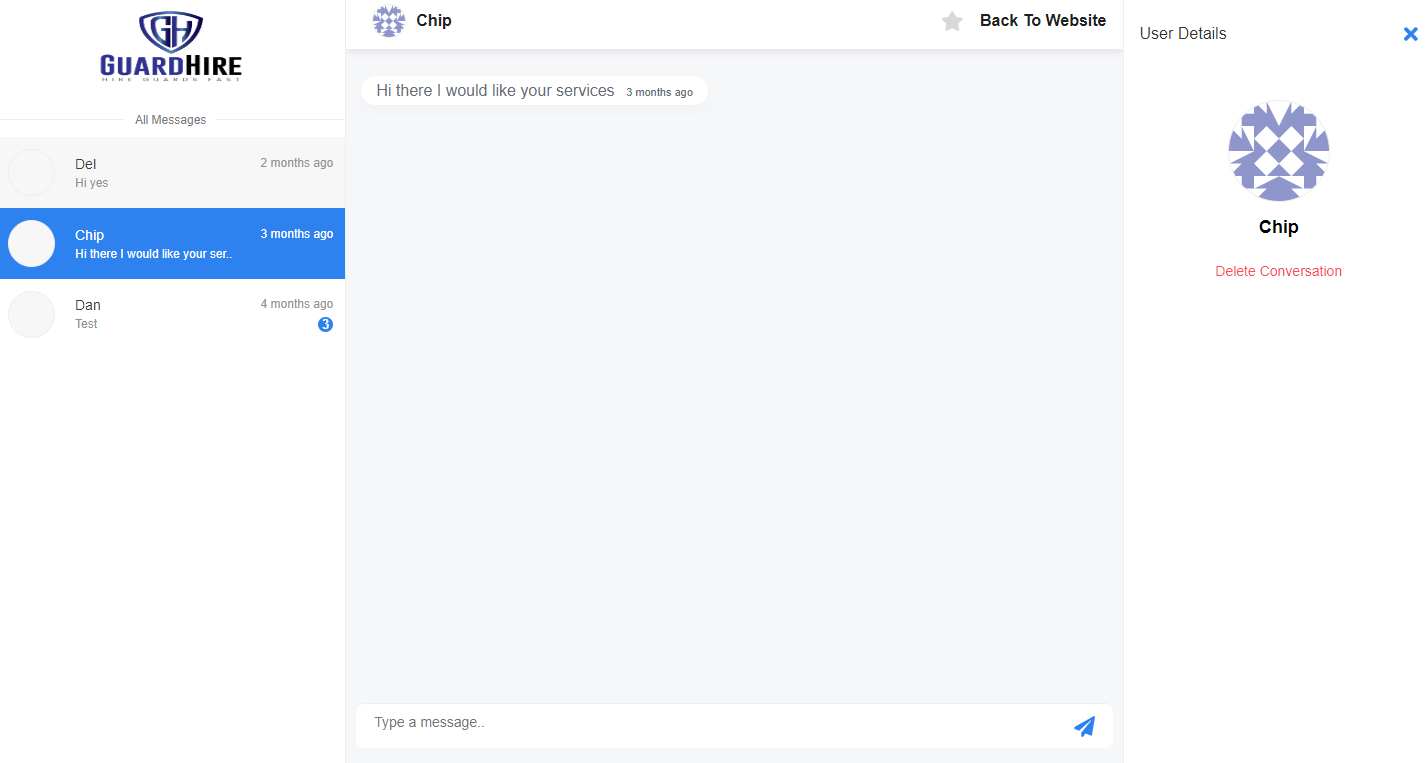 GH
GUARDHIRE
HIRE GUARDS FAST
All Messages
Del 2 months ago
Hi yes
Chip 3 months ago
Hi there I would like your ser..
Dan 4 months ago
Test 3
Chip Back To Website
Hi there I would like your services 3 months ago
Type a message..
User Details
Chip
Delete Conversation